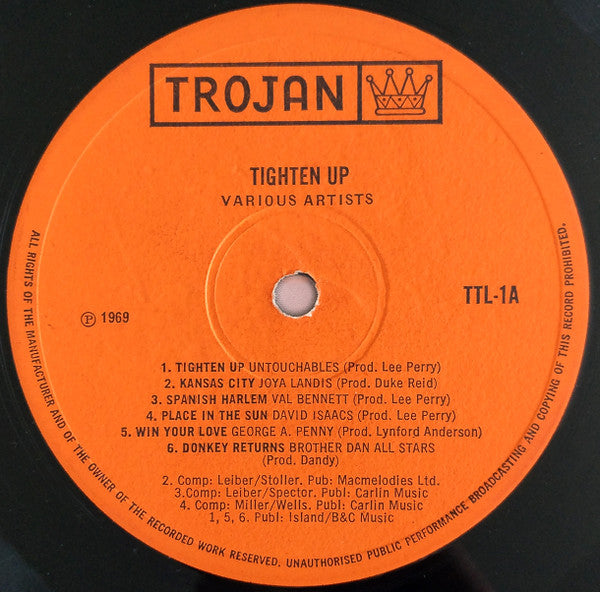 TROJAN
TIGHTEN UP
VARIOUS ARTISTS
℗ 1969
TTL-1A
1. TIGHTEN UP UNTOUCHABLES (Prod. Lee Perry)
2. KANSAS CITY JOYA LANDIS (Prod. Duke Reid)
3. SPANISH HARLEM VAL BENNETT (Prod. Lee Perry)
4. PLACE IN THE SUN DAVID ISAACS (Prod. Lee Perry)
5. WIN YOUR LOVE GEORGE A. PENNY (Prod. Lynford Anderson)
6. DONKEY RETURNS BROTHER DAN ALL STARS
(Prod. Dandy)
2. Comp: Leiber/Stoller. Pub: Macmelodies Ltd.
3.Comp: Leiber/Spector. Publ: Carlin Music
4. Comp: Miller/Wells. Publ: Carlin Music
1, 5, 6. Publ: Island/B&C Music
ALL RIGHTS OF THE MANUFACTURER AND OF THE OWNER OF THE RECORDED WORK RESERVED. UNAUTHORISED PUBLIC PERFORMANCE BROADCASTING AND COPYING OF THIS RECORD PROHIBITED.